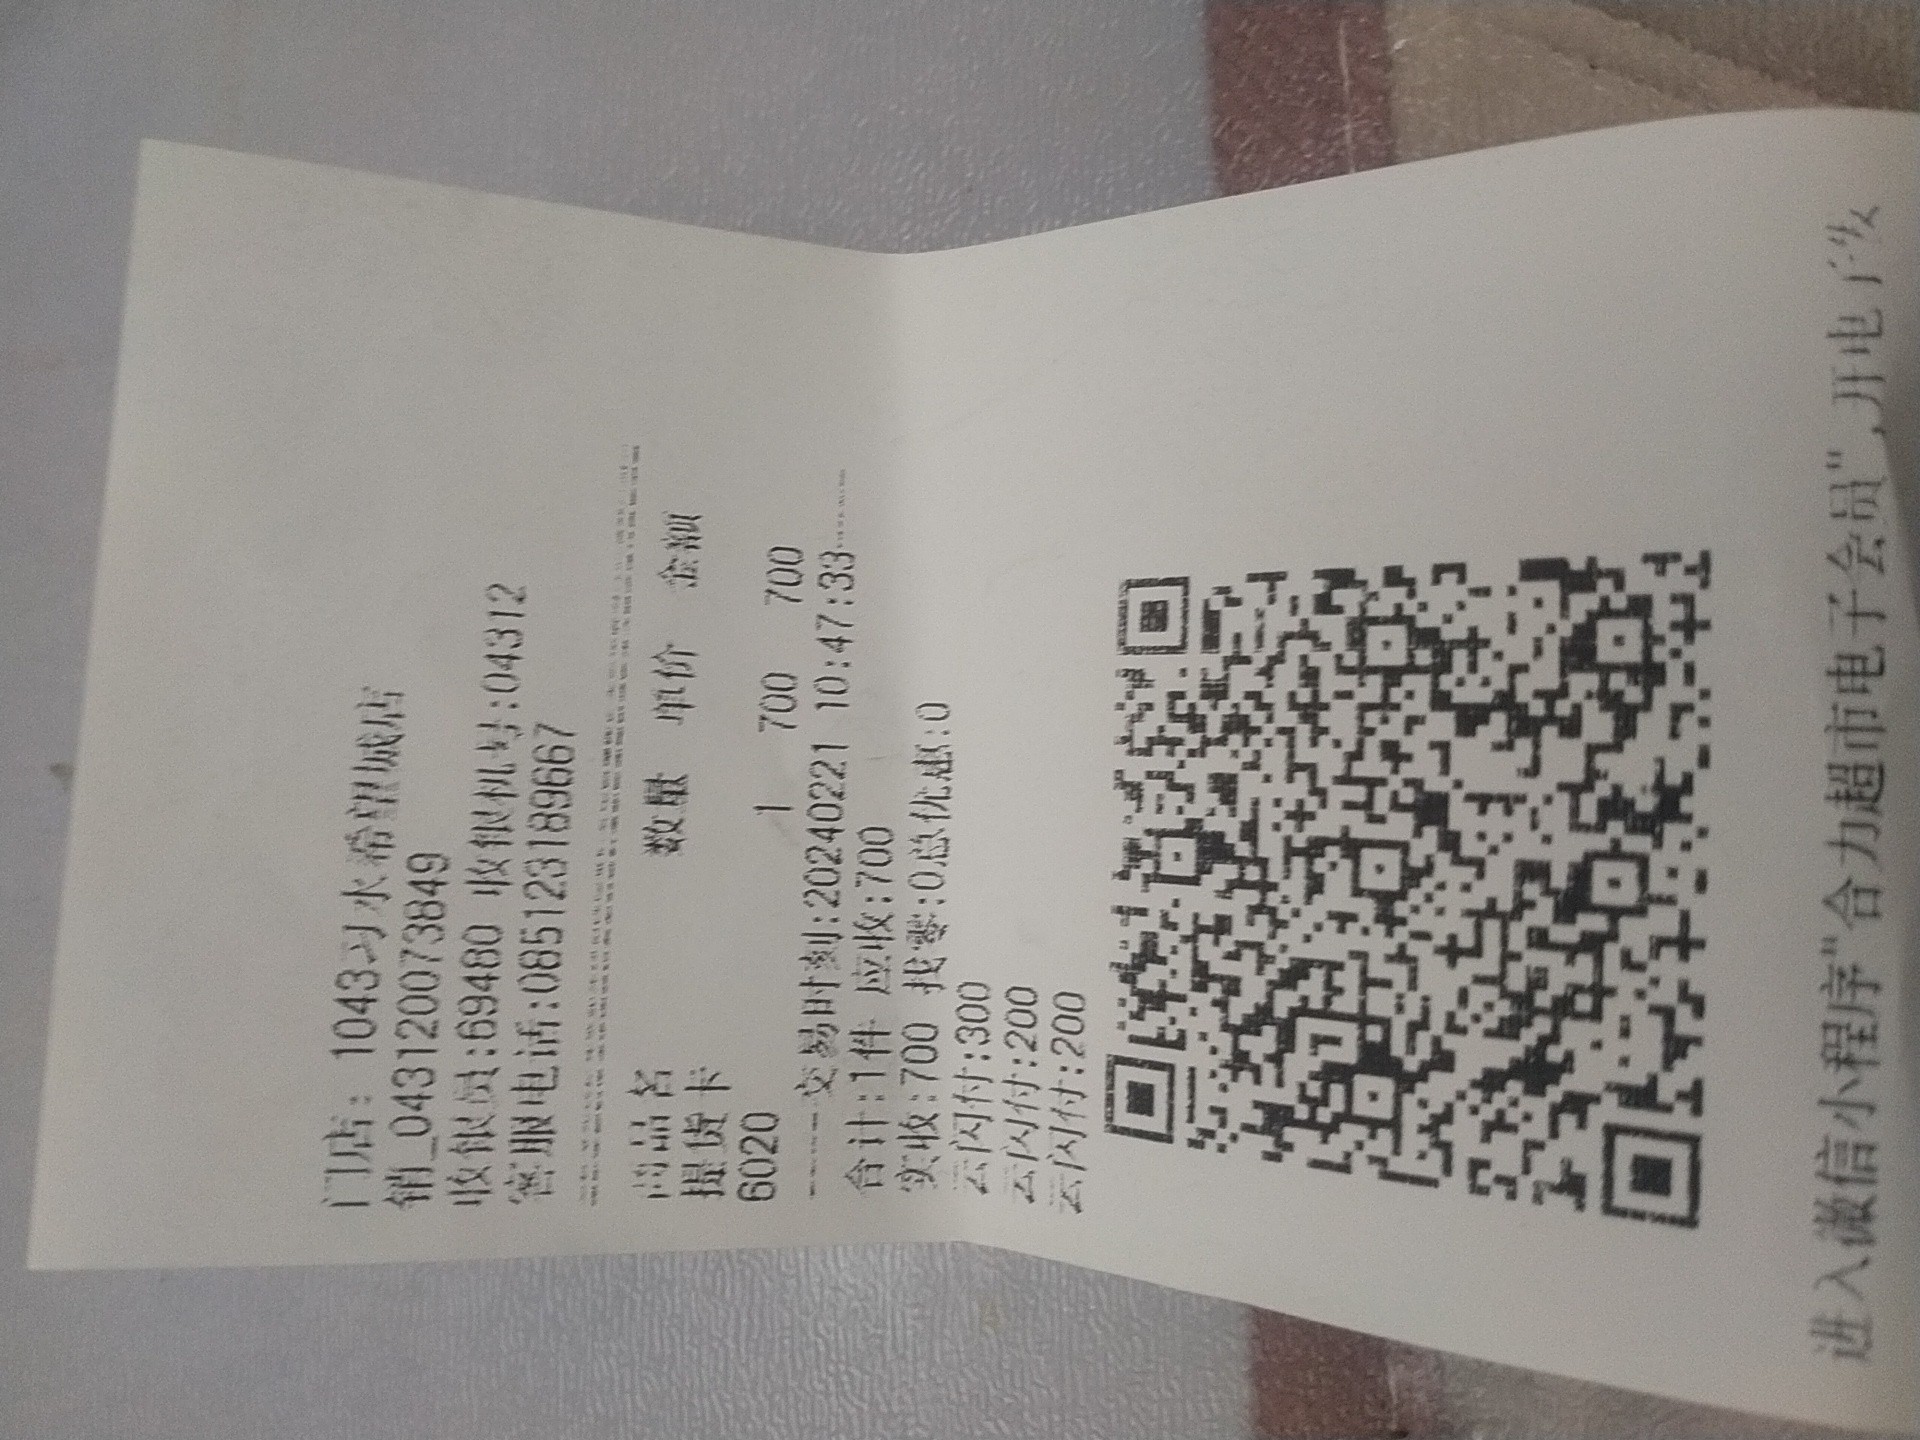 门店: 1043习水希望城店
销_043120073849
收银员:69480 收银机号:04312
客服电话:085123189667
商品名 数量 单价 金额
提货卡
6020 1 700 700
----交易时刻:20240221 10:47:33----
合计:1件 应收:700
实收:700 找零:0总优惠:0
云闪付:300
云闪付:200
云闪付:200
进入微信小程序"合力超市电子会员",开电子发